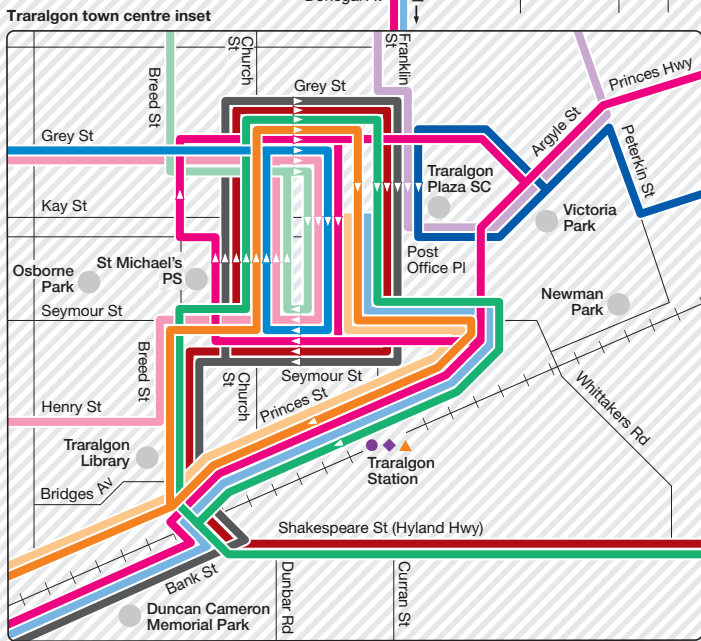 Traralgon town centre inset
Franklin
St
Church
St
Breed St
Grey St
Princes Hwy
Argyle St
Peterkin St
Grey St
Traralgon
Plaza SC
Kay St
Victoria
Park
St Michael's
PS
Osborne
Park
Post
Office Pl
Newman
Park
Seymour St
Breed St
Seymour St
Church
St
Princes St
Whittakers Rd
Henry St
Traralgon
Library
Traralgon
Station
Bridges Av
Shakespeare St (Hyland Hwy)
Bank St
Dunbar Rd
Curran St
Duncan Cameron
Memorial Park